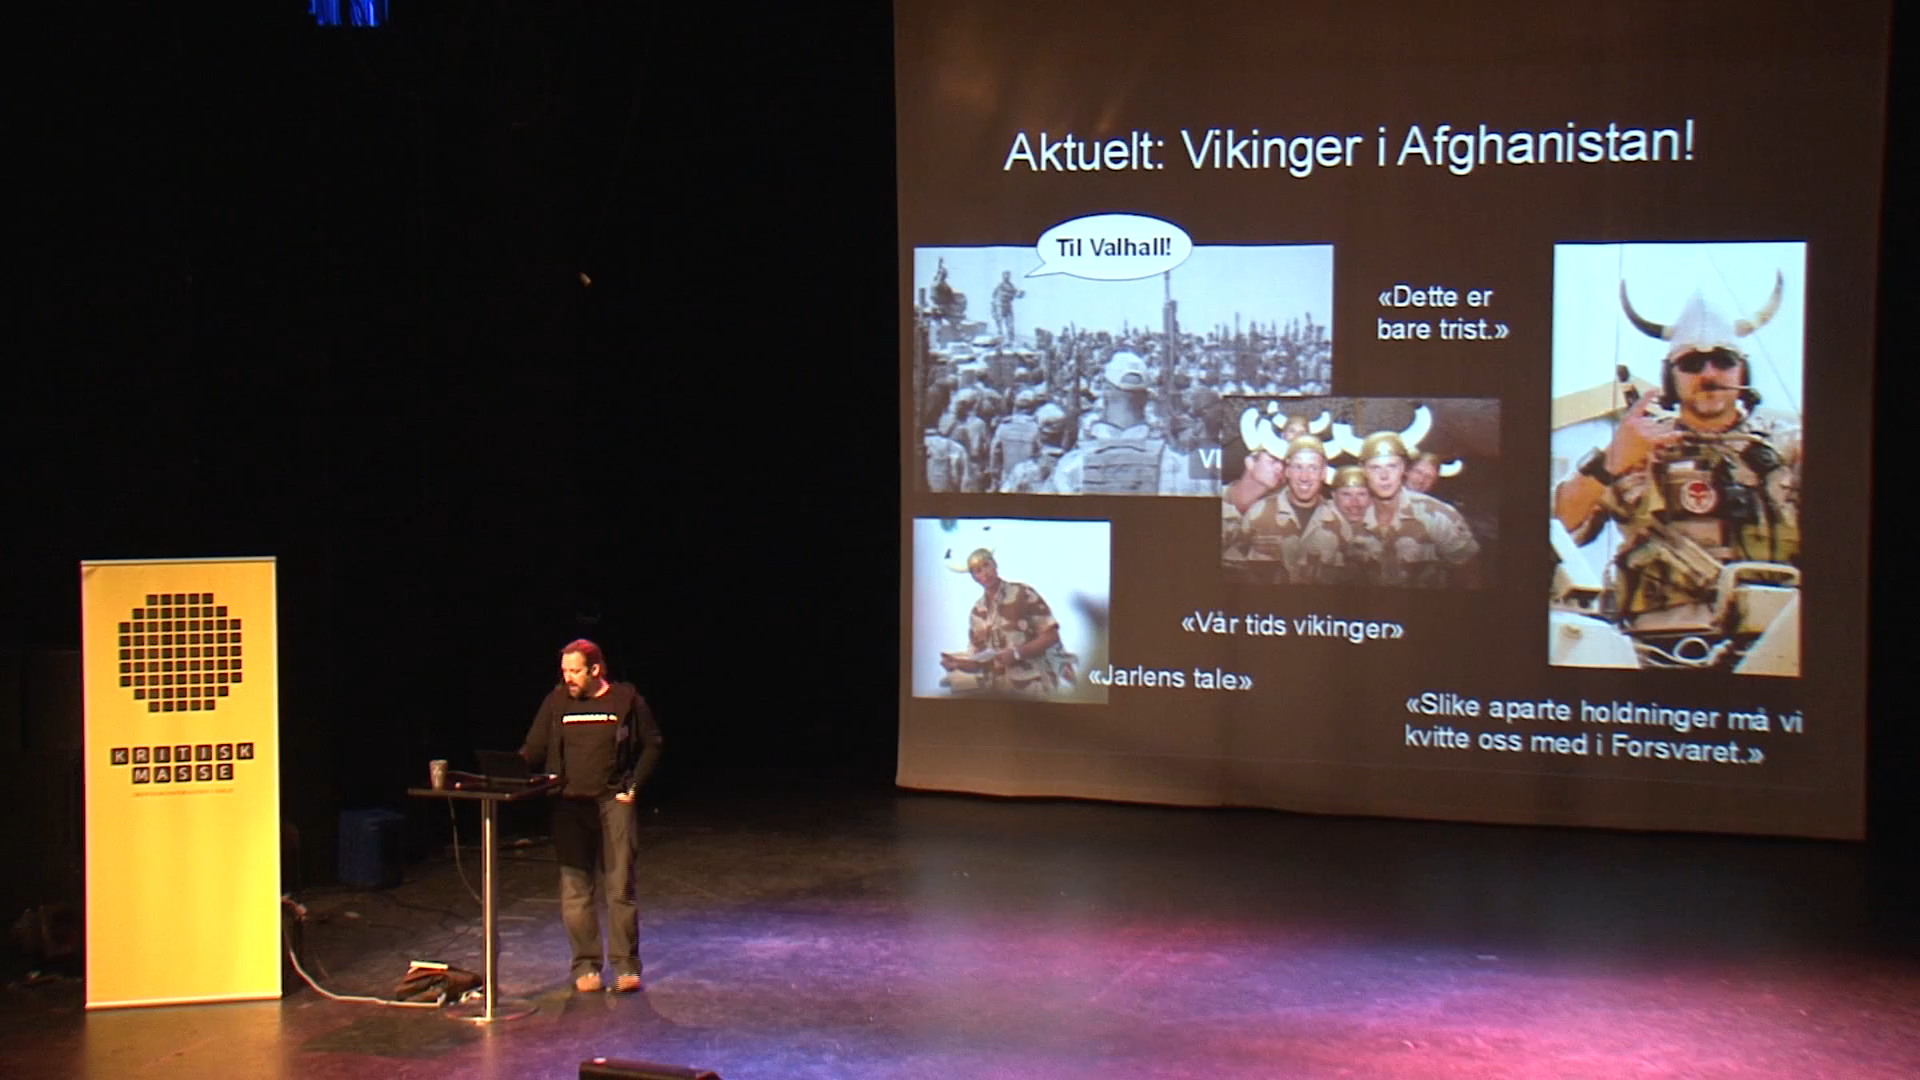 Aktuelt: Vikinger i Afghanistan!
Til Valhall!
«Dette er
bare trist.»
VI
«Vår tids vikinger»
«Jarlens tale»
«Slike aparte holdninger må vi
kvitte oss med i Forsvaret.»
KRITISK
MASSE